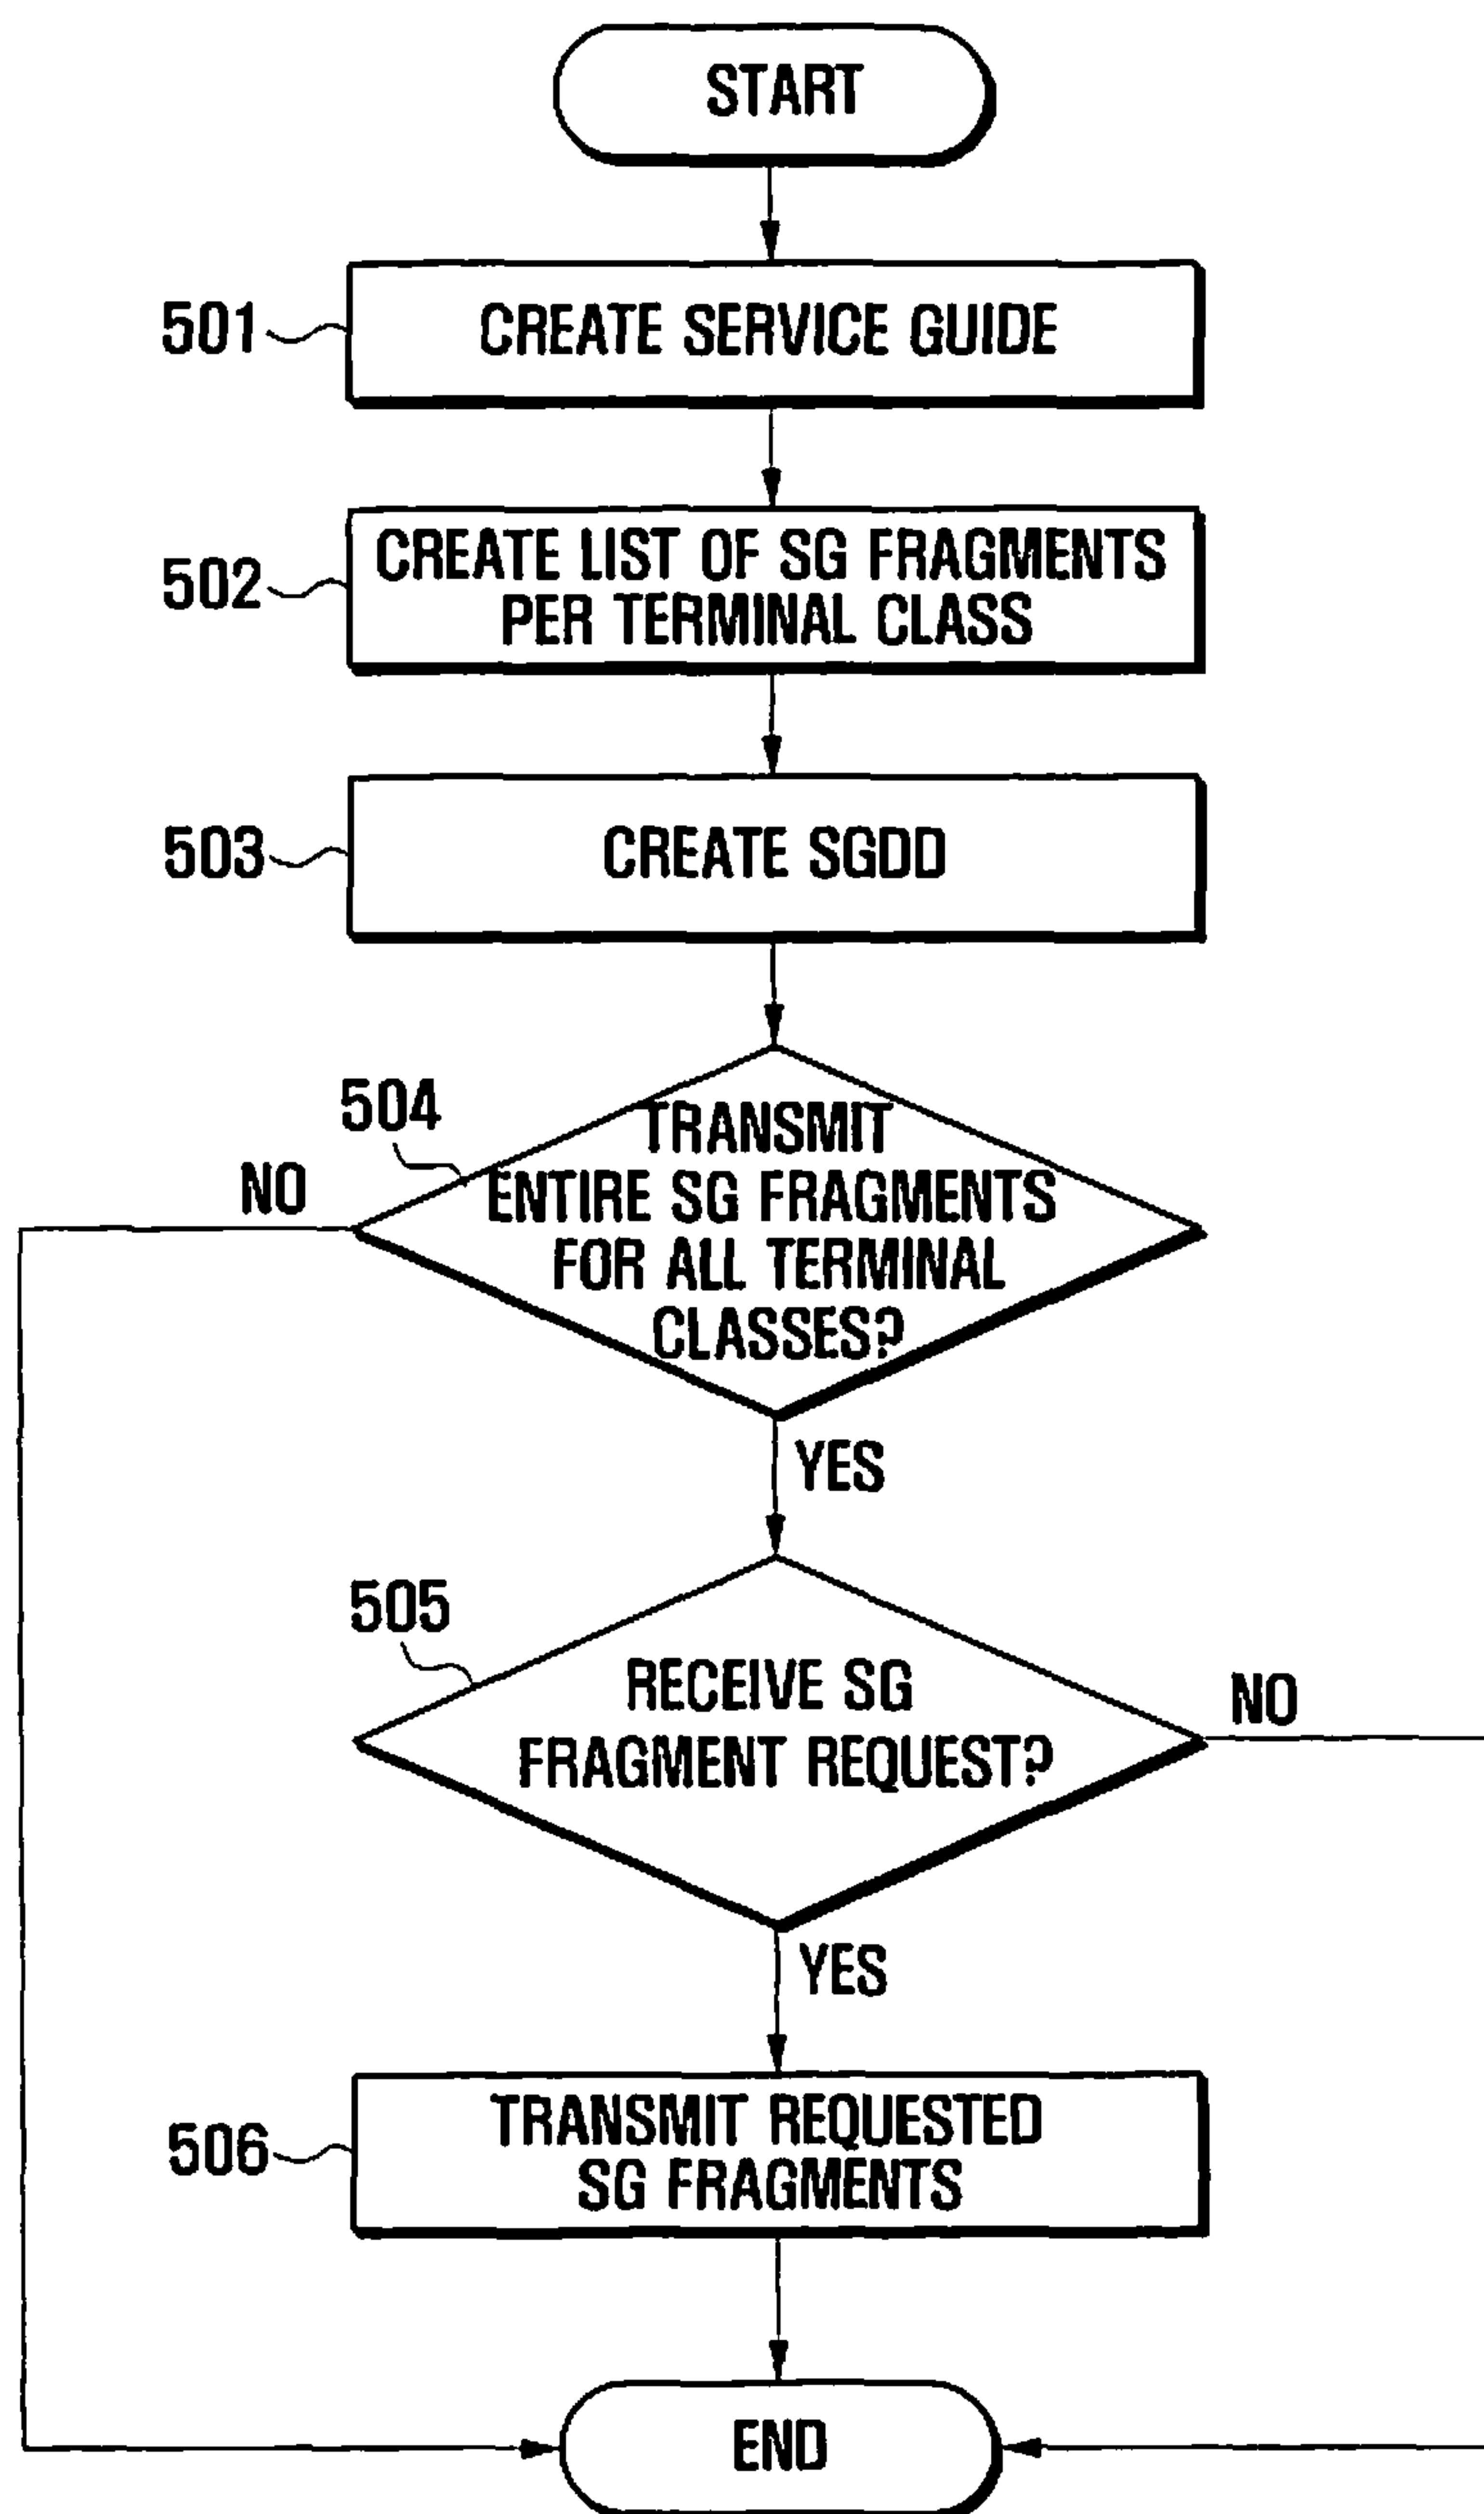 START
501
CREATE SERVICE GUIDE
502
CREATE LIST OF SG FRAGMENTS
PER TERMINAL CLASS
503
CREATE SGDD
504
NO
TRANSMIT
ENTIRE SG FRAGMENTS
FOR ALL TERMINAL
CLASSES?
YES
505
RECEIVE SG
FRAGMENT REQUEST?
NO
YES
506
TRANSMIT REQUESTED
SG FRAGMENTS
END